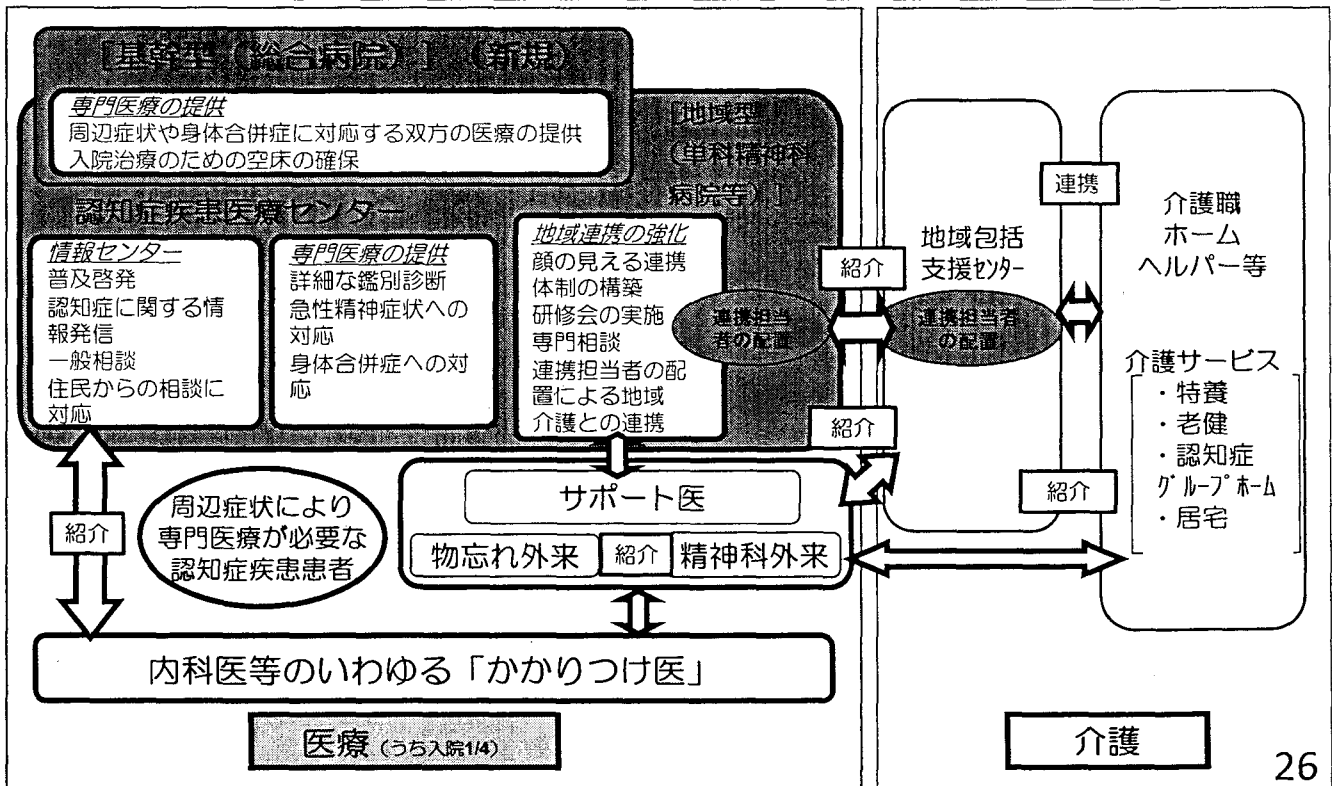 ［基幹型（総合病院）］（新規）
専門医療の提供
周辺症状や身体合併症に対応する双方の医療の提供
入院治療のための空床の確保
［地域型
（単科精神科
病院等）］
認知症疾患医療センター
情報センター
普及啓発
認知症に関する情
報発信
一般相談
住民からの相談に
対応
専門医療の提供
詳細な鑑別診断
急性精神症状への
対応
身体合併症への対
応
地域連携の強化
顔の見える連携
体制の構築
研修会の実施
専門相談
連携担当者の配
置による地域
介護との連携
連携担当
者の配置
紹介
地域包括
支援ｾﾝﾀｰ
連携担当者
の配置
連携
介護職
ホーム
ヘルパー等
介護サービス
・特養
・老健
・認知症
ｸﾞﾙｰﾌﾟﾎｰﾑ
・居宅
紹介
紹介
紹介
周辺症状により
専門医療が必要な
認知症疾患患者
サポート医
物忘れ外来
紹介
精神科外来
内科医等のいわゆる「かかりつけ医」
医療（うち入院1/4）
介護
26